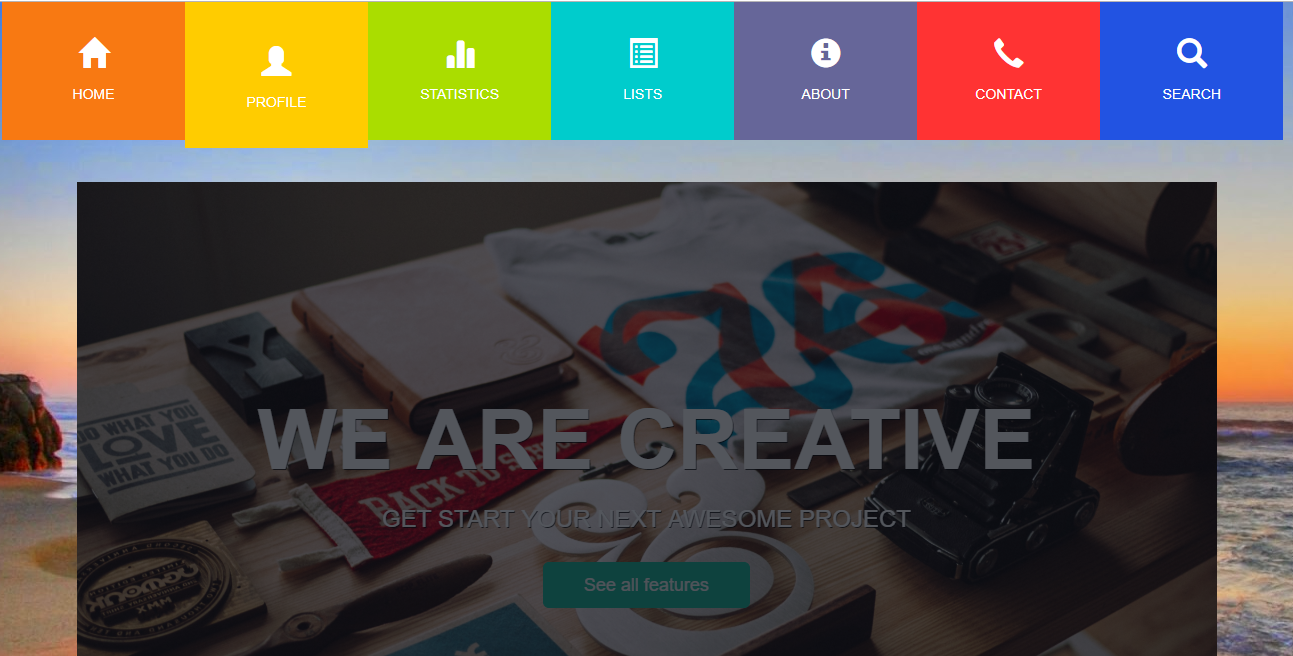 HOME
PROFILE
STATISTICS
LISTS
ABOUT
CONTACT
SEARCH
Y
DO WHAT YOU
LOVE
WHAT YOU DO
WE ARE CREATIVE
BACK TO SCHOOL
GET START YOUR NEXT AWESOME PROJECT
See all features